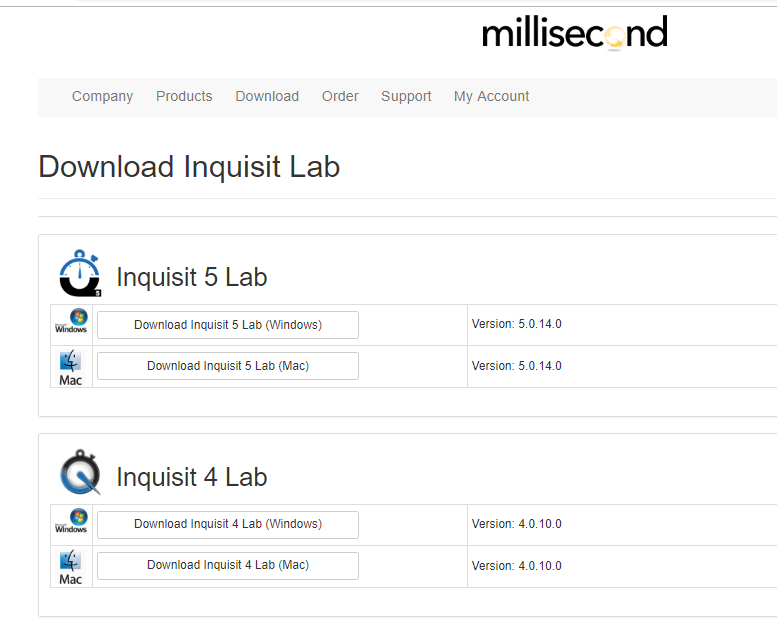 millisecond
Company Products Download Order Support My Account
Download Inquisit Lab
Inquisit 5 Lab
Windows Download Inquisit 5 Lab (Windows) Version: 5.0.14.0
Mac Download Inquisit 5 Lab (Mac) Version: 5.0.14.0
Inquisit 4 Lab
Windows Download Inquisit 4 Lab (Windows) Version: 4.0.10.0
Mac Download Inquisit 4 Lab (Mac) Version: 4.0.10.0